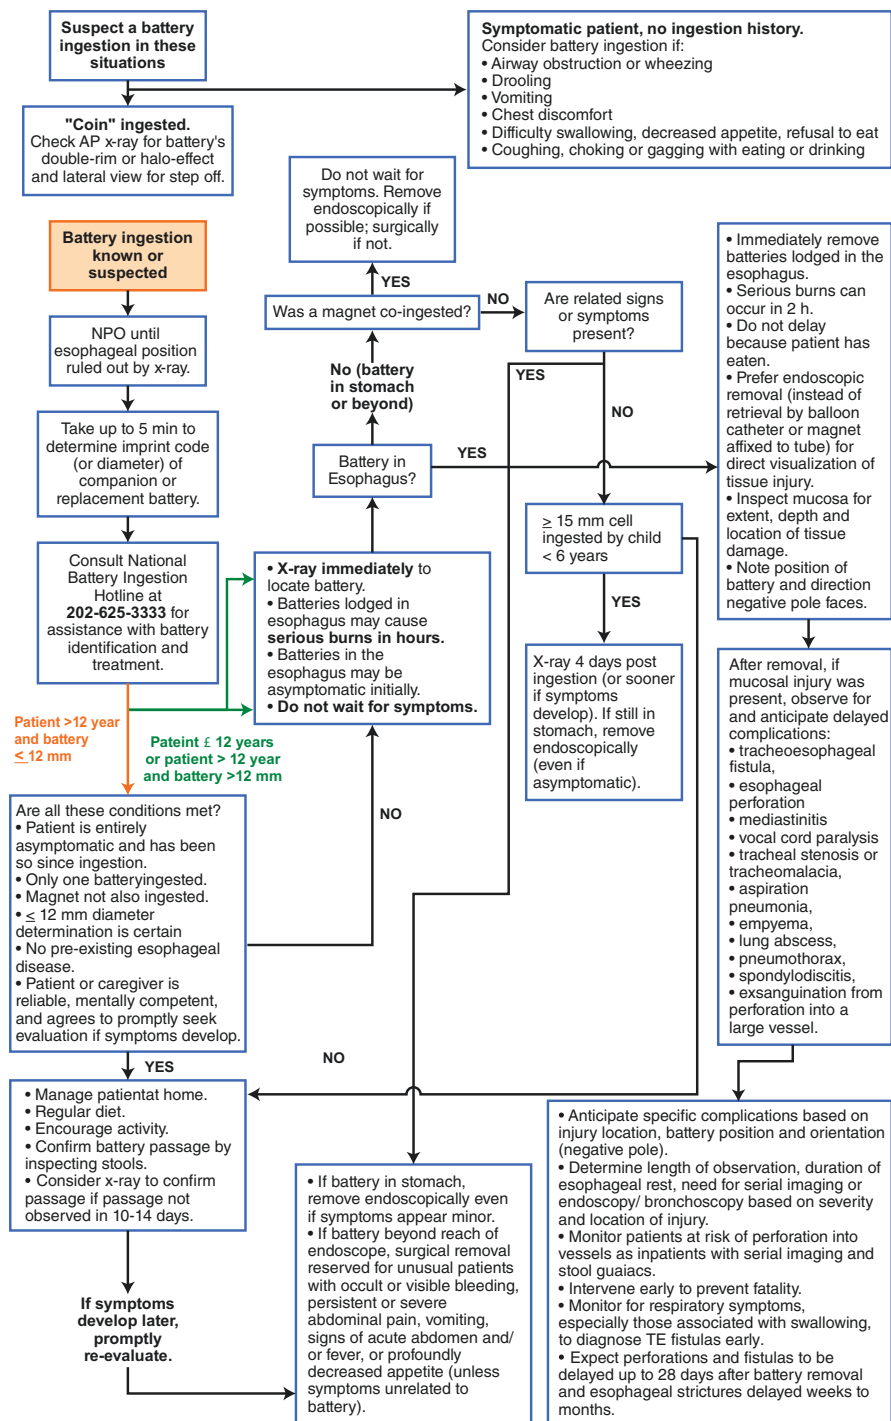 Suspect a battery
ingestion in these
situations
Symptomatic patient, no ingestion history.
Consider battery ingestion if:
• Airway obstruction or wheezing
• Drooling
• Vomiting
• Chest discomfort
• Difficulty swallowing, decreased appetite, refusal to eat
• Coughing, choking or gagging with eating or drinking
"Coin" ingested.
Check AP x-ray for battery's
double-rim or halo-effect
and lateral view for step off.
Battery ingestion
known or
suspected
NPO until
esophageal position
ruled out by x-ray.
Take up to 5 min to
determine imprint code
(or diameter) of
companion or
replacement battery.
Consult National
Battery Ingestion
Hotline at
202-625-3333 for
assistance with battery
identification and
treatment.
Patient >12 year
and battery
≤ 12 mm
Pateint £ 12 years
or patient > 12 year
and battery >12 mm
Do not wait for
symptoms. Remove
endoscopically if
possible; surgically
if not.
YES
Was a magnet co-ingested?
NO
Are related signs
or symptoms
present?
No (battery
in stomach
or beyond)
YES
NO
Battery in
Esophagus?
YES
• X-ray immediately to
locate battery.
• Batteries lodged in
esophagus may cause
serious burns in hours.
• Batteries in the
esophagus may be
asymptomatic initially.
• Do not wait for symptoms.
≥ 15 mm cell
ingested by child
< 6 years
YES
X-ray 4 days post
ingestion (or sooner
if symptoms
develop). If still in
stomach, remove
endoscopically
(even if
asymptomatic).
• Immediately remove
batteries lodged in the
esophagus.
• Serious burns can
occur in 2 h.
• Do not delay
because patient has
eaten.
• Prefer endoscopic
removal (instead of
retrieval by balloon
catheter or magnet
affixed to tube) for
direct visualization of
tissue injury.
• Inspect mucosa for
extent, depth and
location of tissue
damage.
• Note position of
battery and direction
negative pole faces.
After removal, if
mucosal injury was
present, observe for
and anticipate delayed
complications:
• tracheoesophageal
fistula,
• esophageal
perforation
• mediastinitis
• vocal cord paralysis
• tracheal stenosis or
tracheomalacia,
• aspiration
pneumonia,
• empyema,
• lung abscess,
• pneumothorax,
• spondylodiscitis,
• exsanguination from
perforation into a
large vessel.
Are all these conditions met?
• Patient is entirely
asymptomatic and has been
so since ingestion.
• Only one batteryingested.
• Magnet not also ingested.
• ≤ 12 mm diameter
determination is certain
• No pre-existing esophageal
disease.
• Patient or caregiver is
reliable, mentally competent,
and agrees to promptly seek
evaluation if symptoms develop.
NO
YES
NO
• Manage patientat home.
• Regular diet.
• Encourage activity.
• Confirm battery passage by
inspecting stools.
• Consider x-ray to confirm
passage if passage not
observed in 10-14 days.
If symptoms
develop later,
promptly
re-evaluate.
• If battery in stomach,
remove endoscopically even
if symptoms appear minor.
• If battery beyond reach of
endoscope, surgical removal
reserved for unusual patients
with occult or visible bleeding,
persistent or severe
abdominal pain, vomiting,
signs of acute abdomen and/
or fever, or profoundly
decreased appetite (unless
symptoms unrelated to
battery).
• Anticipate specific complications based on
injury location, battery position and orientation
(negative pole).
• Determine length of observation, duration of
esophageal rest, need for serial imaging or
endoscopy/ bronchoscopy based on severity
and location of injury.
• Monitor patients at risk of perforation into
vessels as inpatients with serial imaging and
stool guaiacs.
• Intervene early to prevent fatality.
• Monitor for respiratory symptoms,
especially those associated with swallowing,
to diagnose TE fistulas early.
• Expect perforations and fistulas to be
delayed up to 28 days after battery removal
and esophageal strictures delayed weeks to
months.